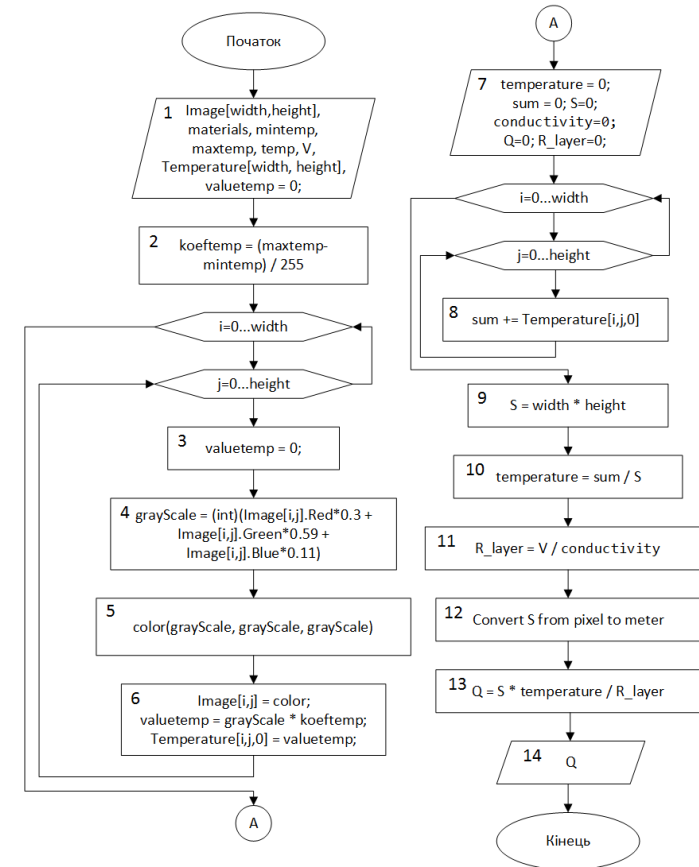 Початок
1 Image[width,height],
materials, mintemp,
maxtemp, temp, V,
Temperature[width, height],
valuetemp = 0;
2 koeftemp = (maxtemp-
mintemp) / 255
i=0...width
j=0...height
3 valuetemp = 0;
4 grayScale = (int)(Image[i,j].Red*0.3 +
Image[i,j].Green*0.59 +
Image[i,j].Blue*0.11)
5
color(grayScale, grayScale, grayScale)
6 Image[i,j] = color;
valuetemp = grayScale * koeftemp;
Temperature[i,j,0] = valuetemp;
A
A
7 temperature = 0;
sum = 0; S=0;
conductivity=0;
Q=0; R_layer=0;
i=0...width
j=0...height
8 sum += Temperature[i,j,0]
9 S = width * height
10 temperature = sum / S
11 R_layer = V / conductivity
12 Convert S from pixel to meter
13 Q = S * temperature / R_layer
14 Q
Кінець